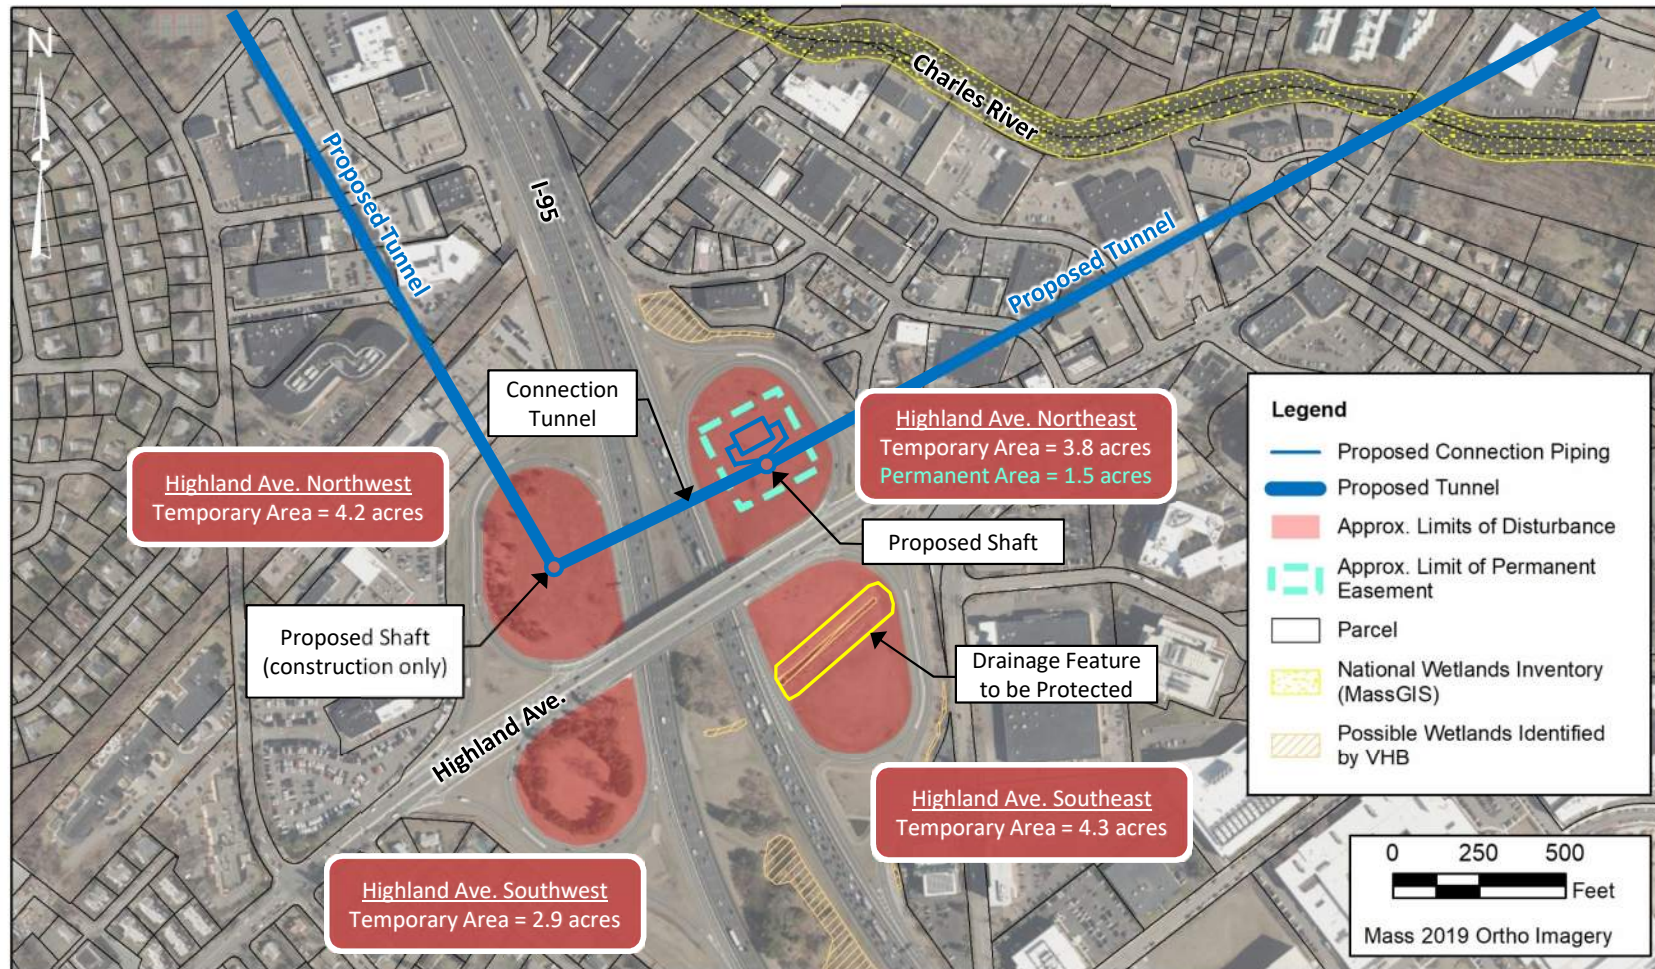 N
Charles River
I-95
Proposed Tunnel
Proposed Tunnel
Connection
Tunnel
Highland Ave. Northeast
Temporary Area = 3.8 acres
Permanent Area = 1.5 acres
Highland Ave. Northwest
Temporary Area = 4.2 acres
Proposed Shaft
Proposed Shaft
(construction only)
Drainage Feature
to be Protected
Highland Ave.
Highland Ave. Southeast
Temporary Area = 4.3 acres
Highland Ave. Southwest
Temporary Area = 2.9 acres
Legend
Proposed Connection Piping
Proposed Tunnel
Approx. Limits of Disturbance
Approx. Limit of Permanent
Easement
Parcel
National Wetlands Inventory
(MassGIS)
Possible Wetlands Identified
by VHB
0 250 500
Feet
Mass 2019 Ortho Imagery